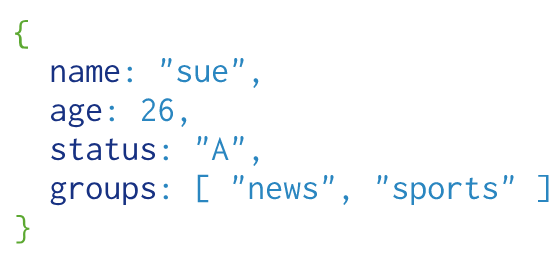 {
name: "sue",
age: 26,
status: "A",
groups: [ "news", "sports" ]
}